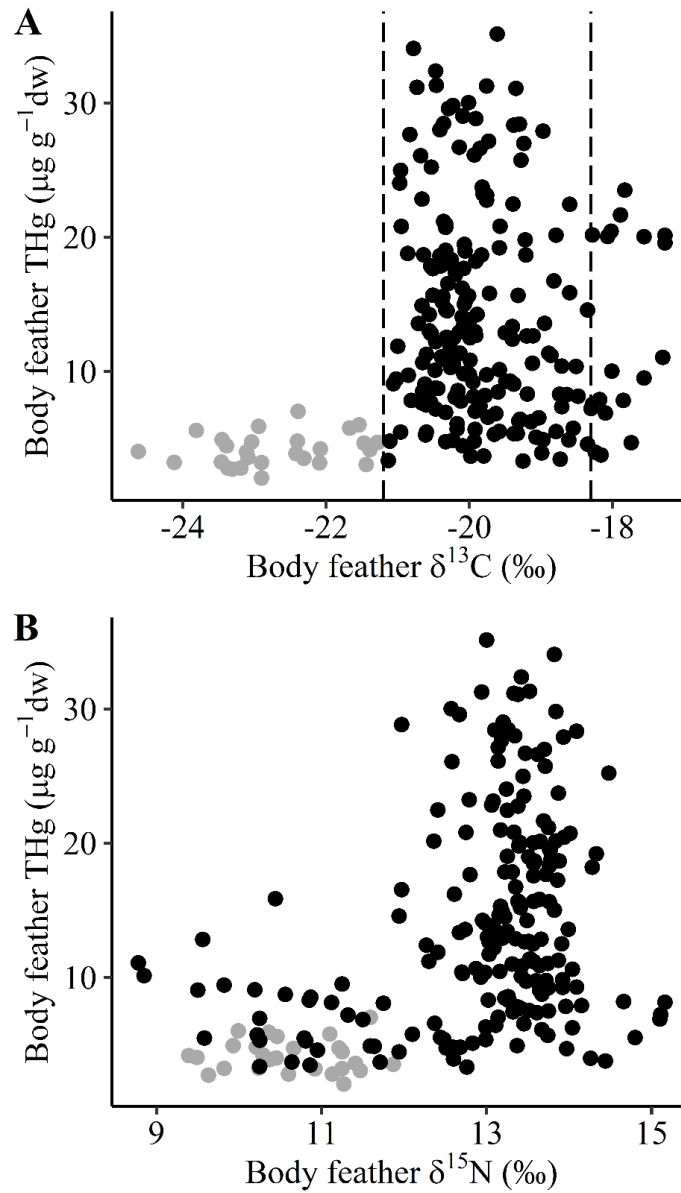 A
Body feather THg (μg g⁻¹dw)
30
20
10
-24 -22 -20 -18
Body feather δ¹³C (‰)
B
Body feather THg (μg g⁻¹dw)
30
20
10
9 11 13 15
Body feather δ¹⁵N (‰)